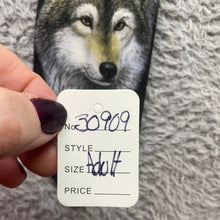 No. 30909
STYLE
SIZE Adult
PRICE